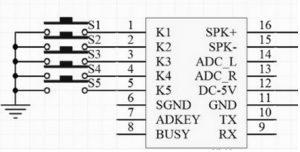 S1 1 K1 SPK+ 16
S2 2 K2 SPK- 15
S3 3 K3 ADC_L 14
S4 4 K4 ADC_R 13
S5 5 K5 DC-5V 12
6 SGND GND 11
7 ADKEY TX 10
8 BUSY RX 9